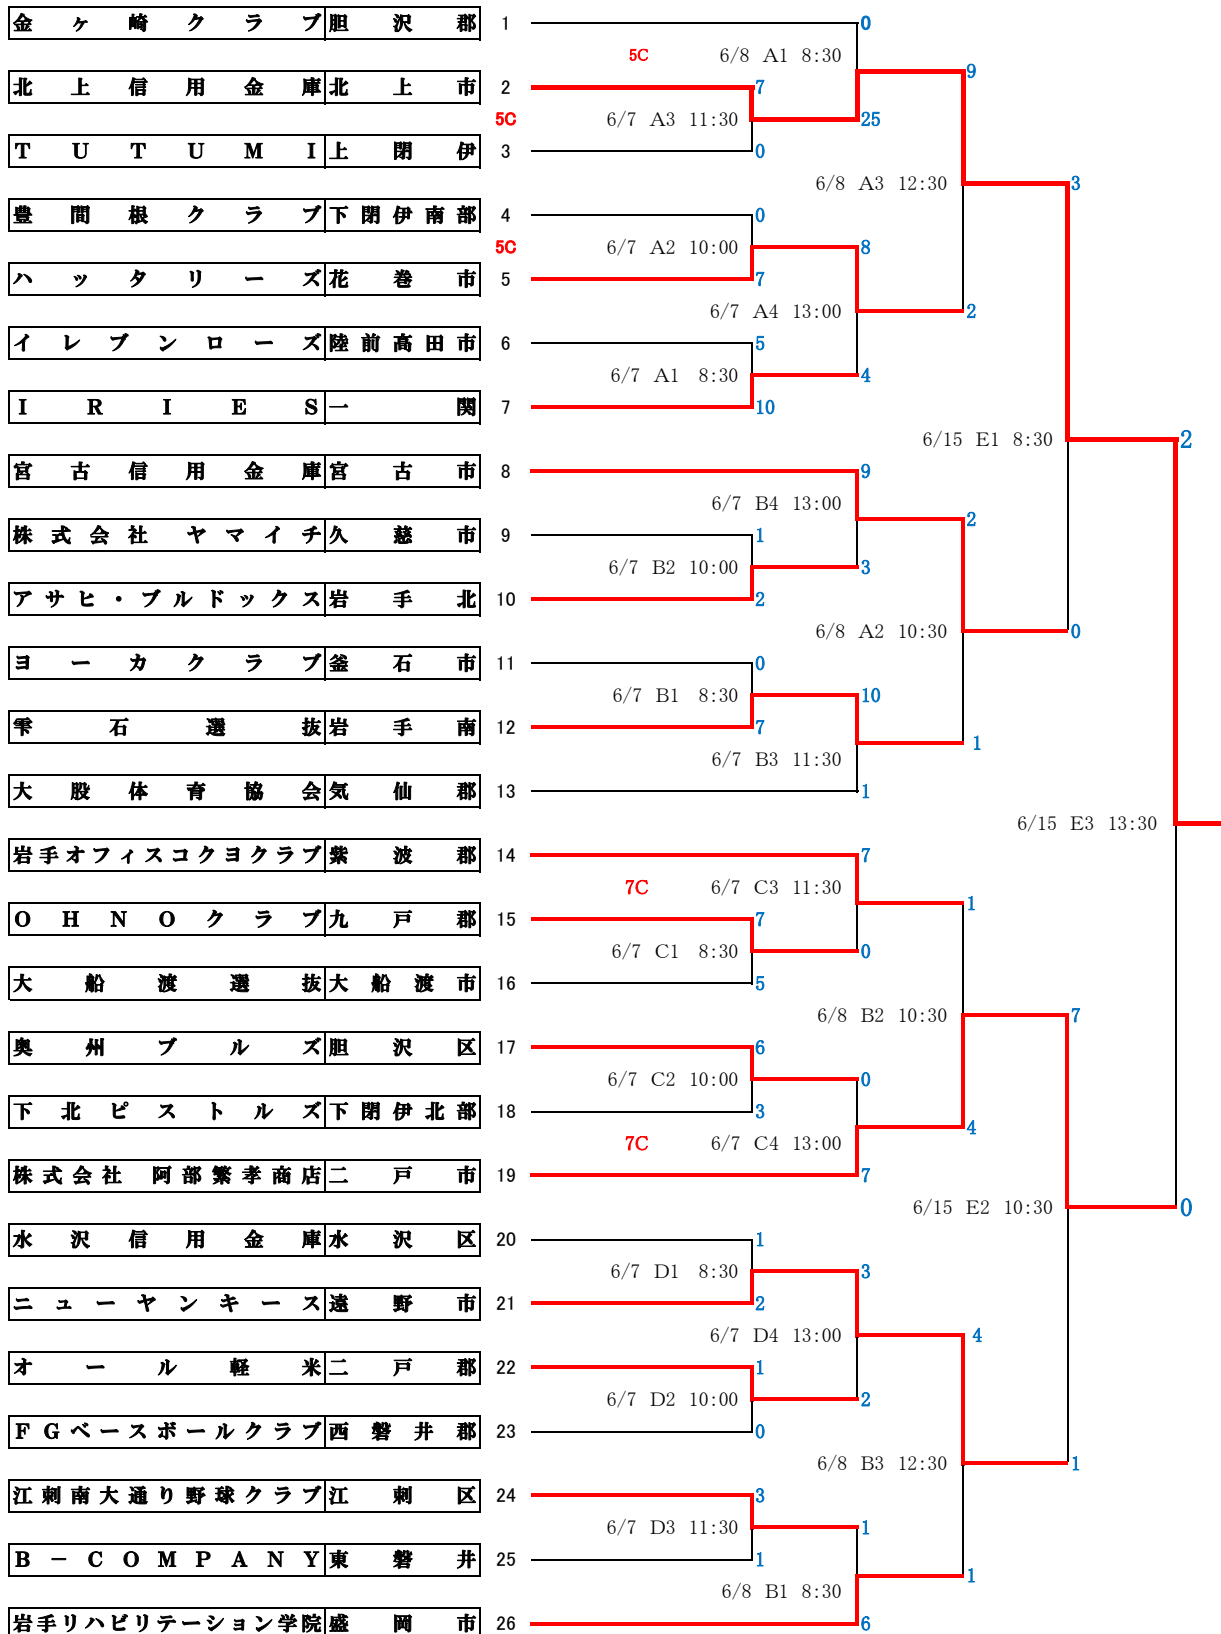 金ヶ崎クラブ 胆沢郡 1 0
5C 6/8 A1 8:30
9
北上信用金庫 北上市 2 7
5C 6/7 A3 11:30 25
TUTUMI 上閉伊 3 0
6/8 A3 12:30 3
豊間根クラブ 下閉伊南部 4 0
5C 6/7 A2 10:00 8
ハッタリーズ 花巻市 5 7
6/7 A4 13:00 2
イレブンローズ 陸前高田市 6 5
6/7 A1 8:30 4
IRIES 一関 7 10
6/15 E1 8:30 2
宮古信用金庫 宮古市 8 9
6/7 B4 13:00 2
株式会社 ヤマイチ 久慈市 9 1
6/7 B2 10:00 3
アサヒ・ブルドックス 岩手北 10 2
6/8 A2 10:30 0
ヨーカクラブ 釜石市 11 0
6/7 B1 8:30 10
雫石選抜 岩手南 12 7
1
6/7 B3 11:30
大股体育協会 気仙郡 13 1
6/15 E3 13:30
岩手オフィスコクヨクラブ 紫波郡 14 7
7C 6/7 C3 11:30 1
OHNOクラブ 九戸郡 15 7
6/7 C1 8:30 0
大船渡選抜 大船渡市 16 5
6/8 B2 10:30 7
奥州ブルズ 胆沢区 17 6
6/7 C2 10:00 0
下北ピストルズ 下閉伊北部 18 3
4
7C 6/7 C4 13:00
株式会社 阿部繁孝商店 二戸市 19 7
6/15 E2 10:30 0
水沢信用金庫 水沢区 20 1
6/7 D1 8:30 3
ニューヤンキース 遠野市 21 2
6/7 D4 13:00 4
オール軽米 二戸郡 22 1
6/7 D2 10:00 2
FGベースボールクラブ 西磐井郡 23 0
6/8 B3 12:30 1
江刺南大通り野球クラブ 江刺区 24 3
6/7 D3 11:30 1
B－COMPANY 東磐井 25 1
1
6/8 B1 8:30
岩手リハビリテーション学院 盛岡市 26 6